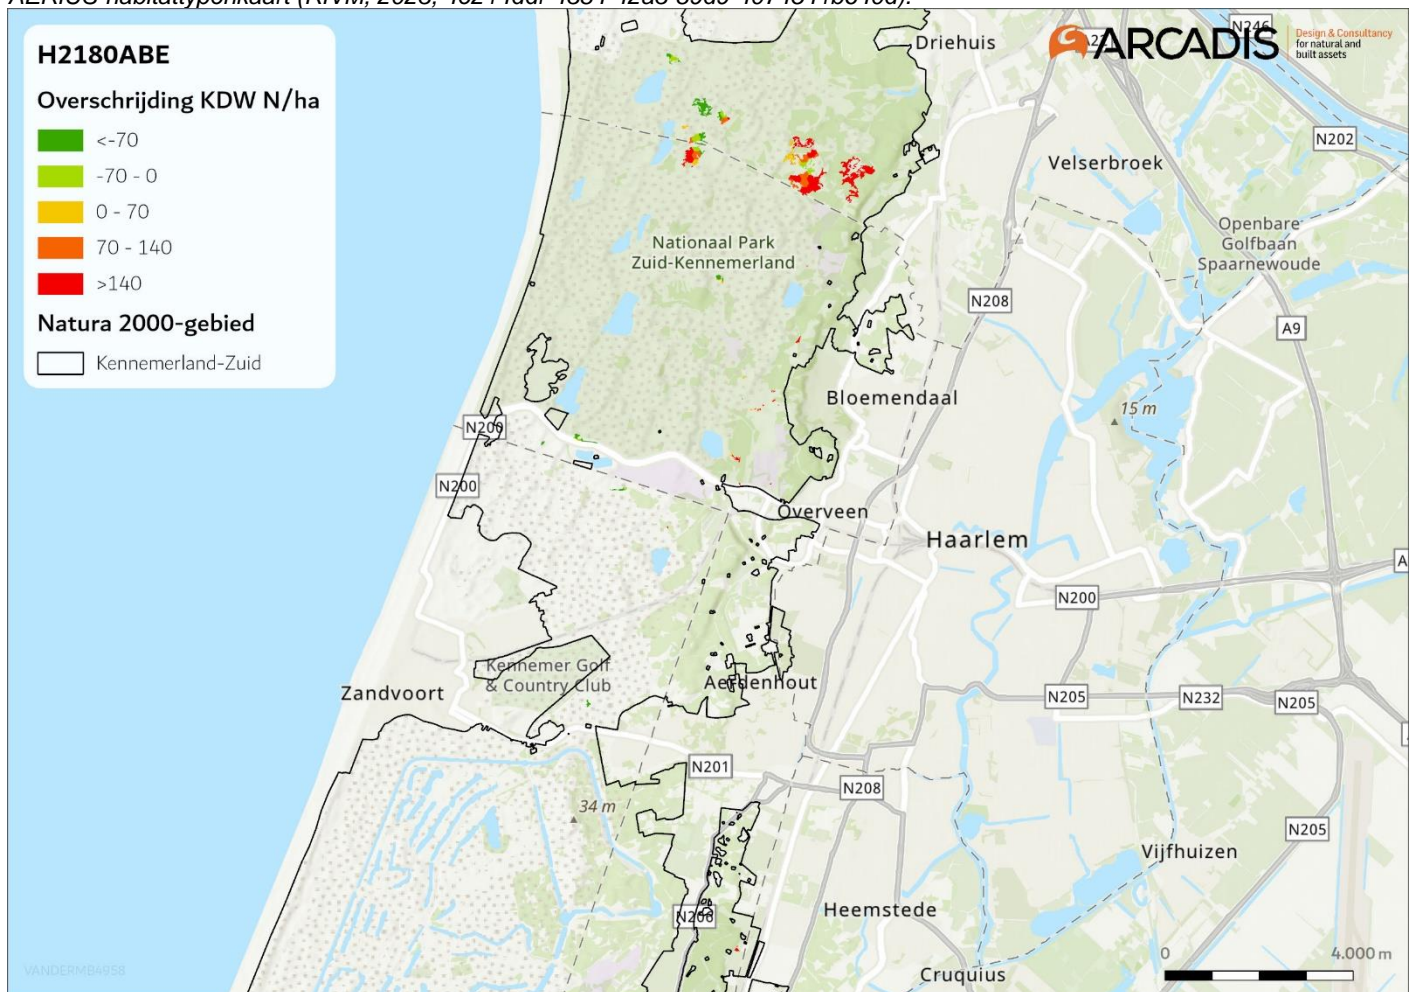 H2180ABE
Overschrijding KDW N/ha
<-70
-70 - 0
0 - 70
70 - 140
>140
Natura 2000-gebied
Kennemerland-Zuid
ARCADIS
Design & Consultancy
for natural and
built assets
Driehuis
N246
N202
Velserbroek
Openbare
Golfbaan
Spaarnewoude
Nationaal Park
Zuid-Kennemerland
N208
A9
Bloemendaal
15 m
N200
N200
Overveen
Haarlem
N200
Kennemer Golf
& Country Club
Aerdenhout
Zandvoort
N205
N232
N205
N201
N208
34 m
N205
Vijfhuizen
N206
Heemstede
Cruquius
0
4.000 m
VANDERMB4958